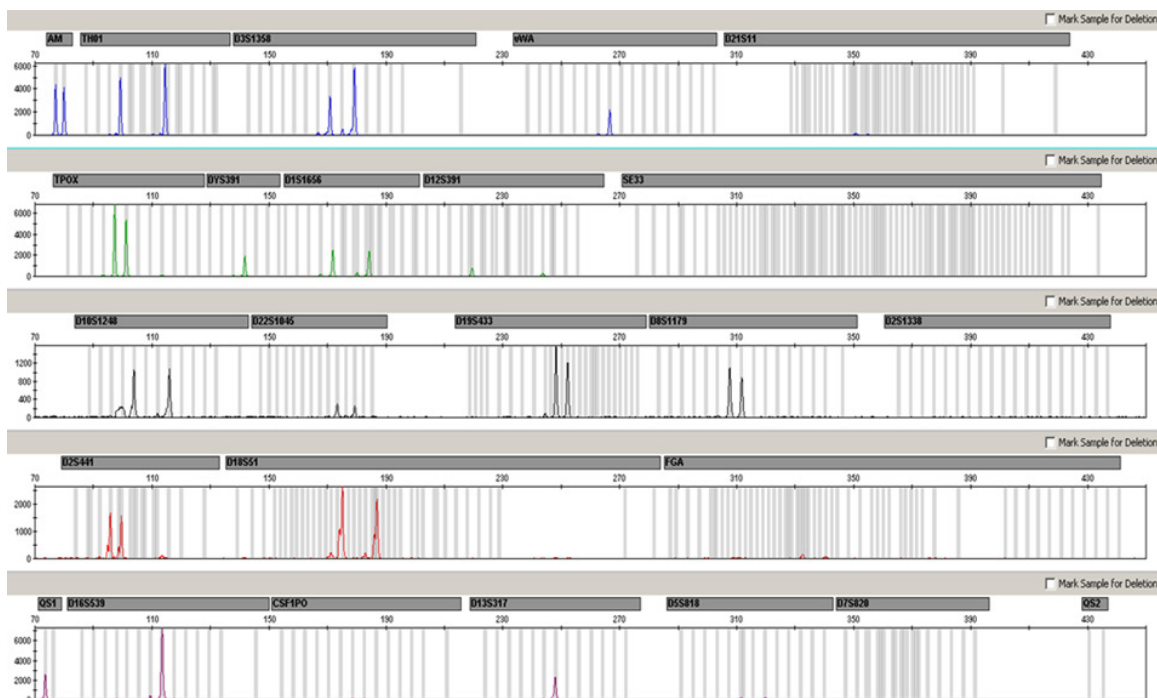 Mark Sample for Deletion
AM TH01 D3S1358 vWA D21S11
70 110 150 190 230 270 310 350 390 430
6000
4000
2000
0
Mark Sample for Deletion
TPOX DYS391 D1S1656 D12S391 SE33
70 110 150 190 230 270 310 350 390 430
6000
4000
2000
0
Mark Sample for Deletion
D10S1248 D22S1045 D19S433 D8S1179 D2S1338
70 110 150 190 230 270 310 350 390 430
1200
800
400
0
Mark Sample for Deletion
D2S441 D18S51 FGA
70 110 150 190 230 270 310 350 390 430
2000
1000
0
Mark Sample for Deletion
QS1 D16S539 CSF1PO D13S317 D5S818 D7S820 QS2
70 110 150 190 230 270 310 350 390 430
6000
4000
2000
0